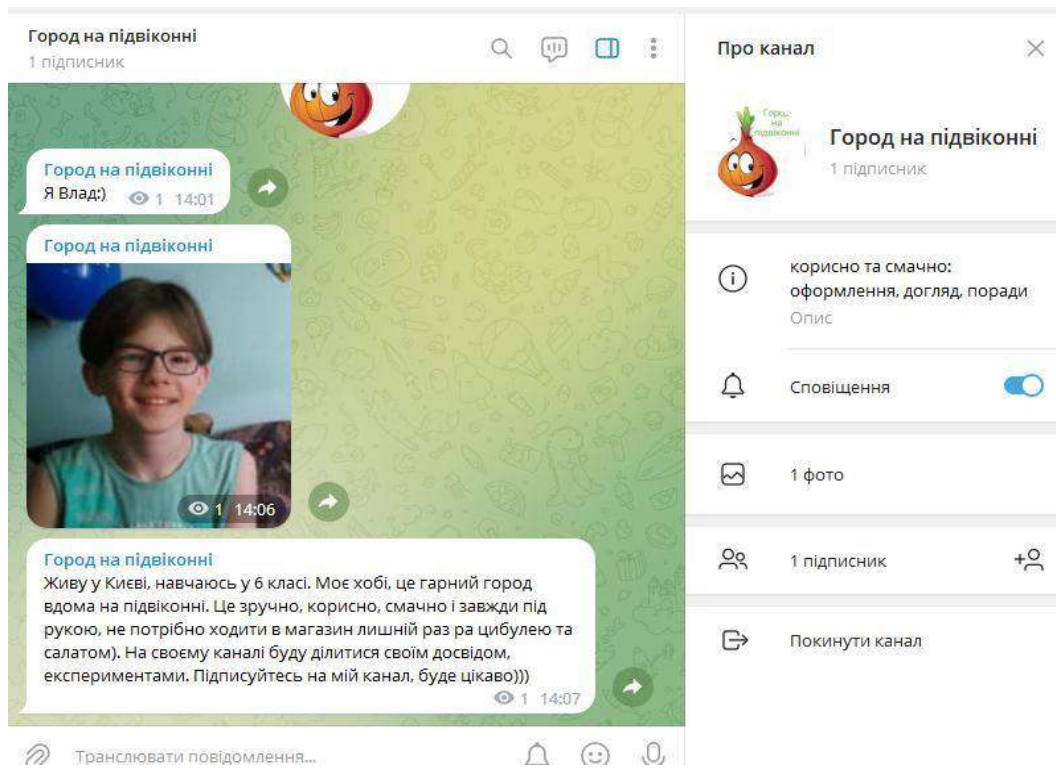 Город на підвіконні
1 підписник
Город на підвіконні
Я Влад:)
1 14:01
Город на підвіконні
1 14:06
Город на підвіконні
Живу у Києві, навчаюсь у 6 класі. Моє хобі, це гарний город
вдома на підвіконні. Це зручно, корисно, смачно і завжди під
рукою, не потрібно ходити в магазин лишній раз ра цибулею та
салатом). На своєму каналі буду ділитися своїм досвідом,
експериментами. Підписуйтесь на мій канал, буде цікаво)))
1 14:07
Транслювати повідомлення...
Про канал
Город
на
підвіконні
Город на підвіконні
1 підписник
корисно та смачно:
оформлення, догляд, поради
Опис
Сповіщення
1 фото
1 підписник
Покинути канал